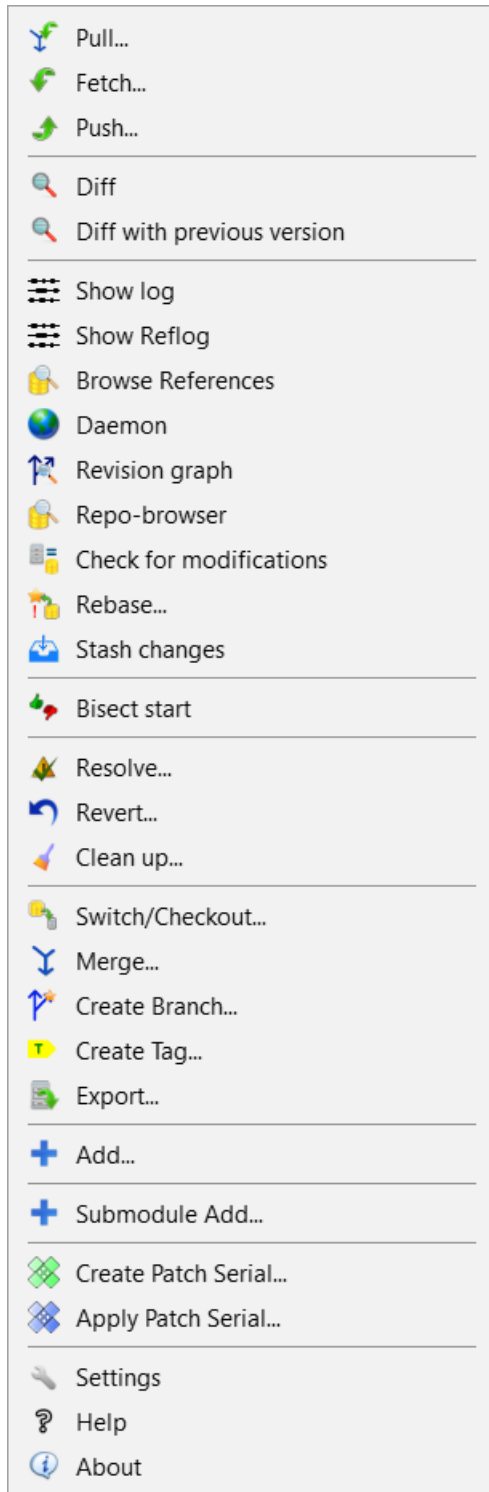 Pull...
Fetch...
Push...
Diff
Diff with previous version
Show log
Show Reflog
Browse References
Daemon
Revision graph
Repo-browser
Check for modifications
Rebase...
Stash changes
Bisect start
Resolve...
Revert...
Clean up...
Switch/Checkout...
Merge...
Create Branch...
T Create Tag...
Export...
Add...
Submodule Add...
Create Patch Serial...
Apply Patch Serial...
Settings
Help
About